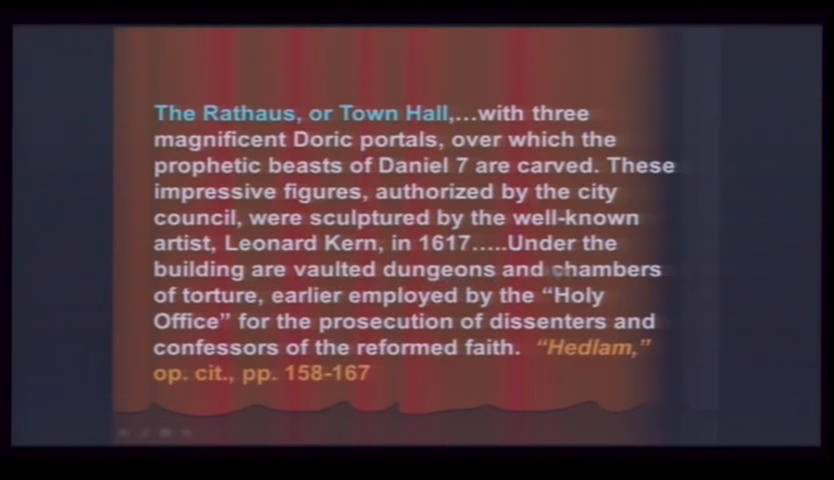 The Rathaus, or Town Hall,...with three
magnificent Doric portals, over which the
prophetic beasts of Daniel 7 are carved. These
impressive figures, authorized by the city
council, were sculptured by the well-known
artist, Leonard Kern, in 1617.....Under the
building are vaulted dungeons and chambers
of torture, earlier employed by the “Holy
Office” for the prosecution of dissenters and
confessors of the reformed faith. “Hedlam,”
op. cit., pp. 158-167